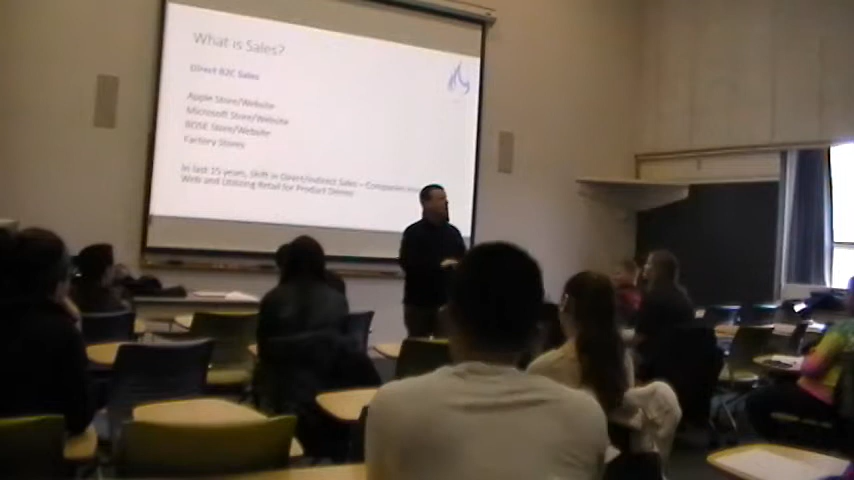 What is Sales?
Direct B2C Sales
Apple Store/Website
Microsoft Store/Website
BOSE Store/Website
Factory Stores
In last 15 years, Shift in Direct/Indirect Sales – Companies
Web and Utilizing Retail for Product Demos